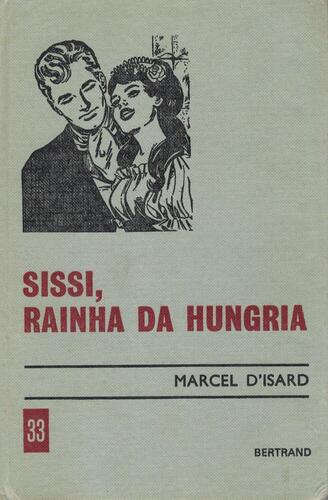 SISSI,
RAINHA DA HUNGRIA
MARCEL D'ISARD
33
BERTRAND